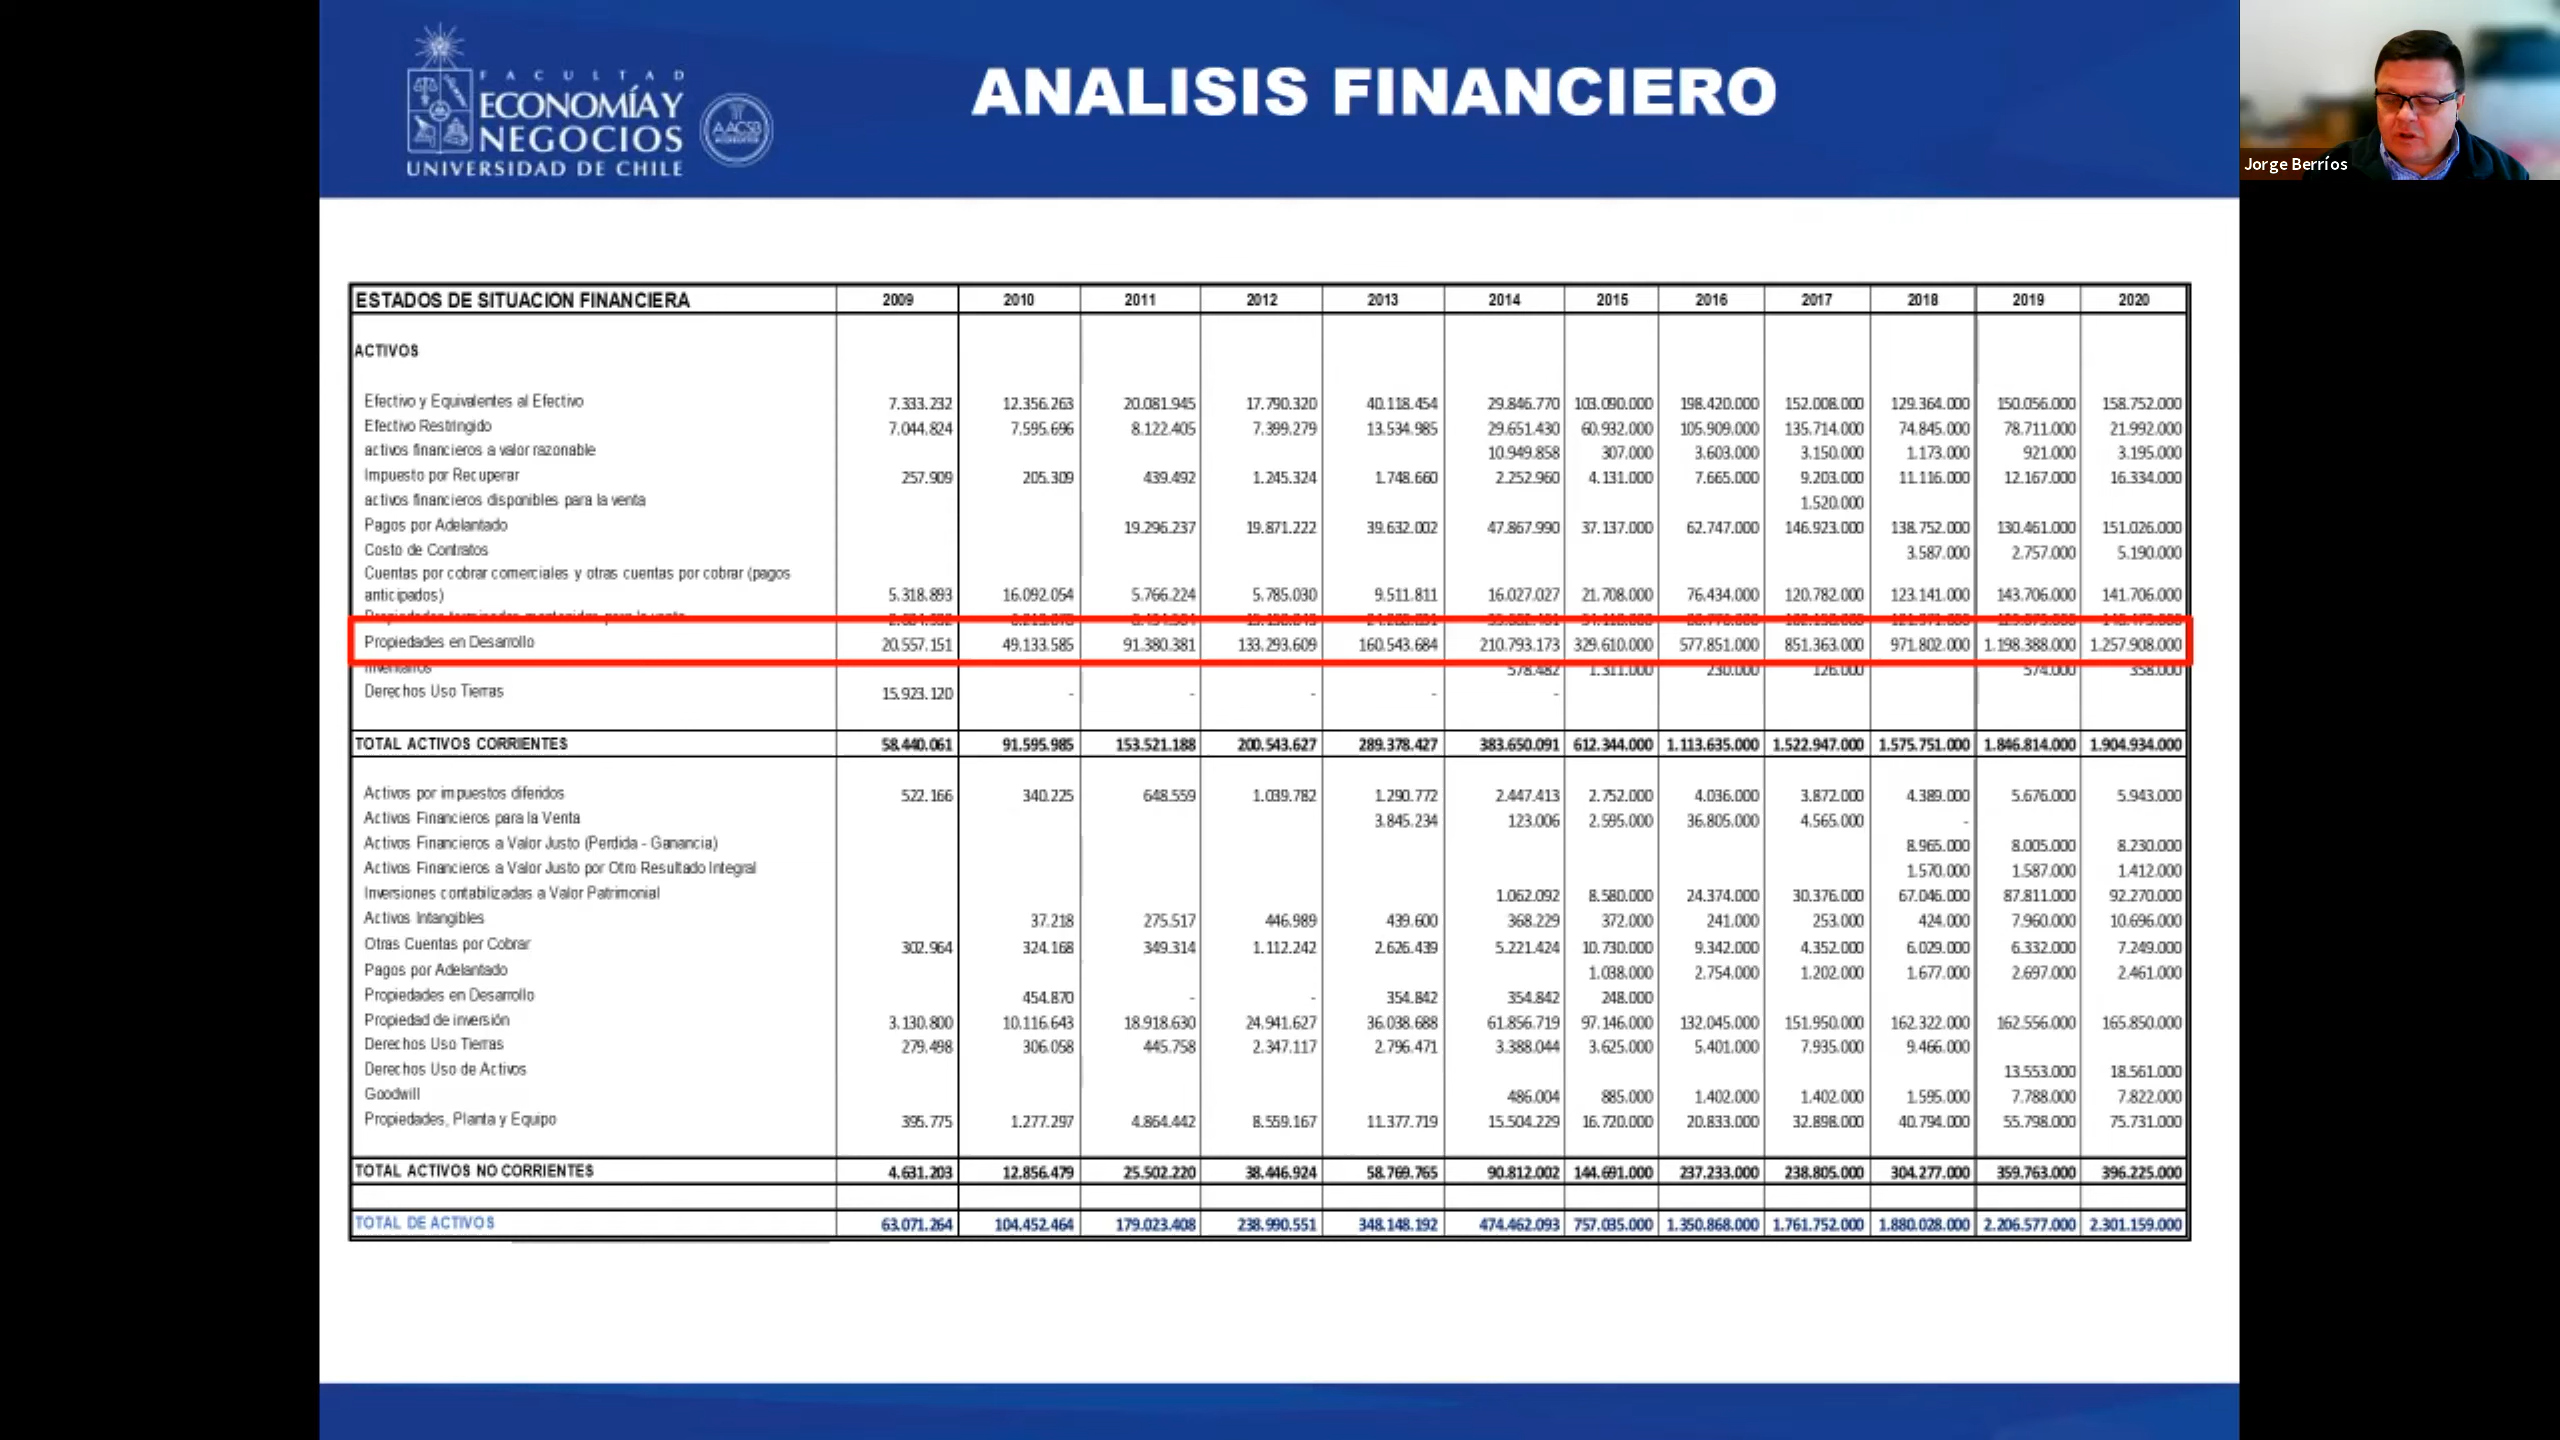 FACULTAD
ECONOMÍA Y
NEGOCIOS
UNIVERSIDAD DE CHILE
AACSB
ANALISIS FINANCIERO
Jorge Berríos
ESTADOS DE SITUACION FINANCIERA 2009 2010 2011 2012 2013 2014 2015 2016 2017 2018 2019 2020
ACTIVOS
Efectivo y Equivalentes al Efectivo 7.333.232 12.356.263 20.081.945 17.790.320 40.118.454 29.846.770 103.090.000 198.420.000 152.008.000 129.364.000 150.056.000 158.752.000
Efectivo Restringido 7.044.824 7.595.696 8.122.405 7.399.279 13.534.985 29.651.430 60.932.000 105.909.000 135.714.000 74.845.000 78.711.000 21.992.000
activos financieros a valor razonable 10.949.858 307.000 3.603.000 3.150.000 1.173.000 921.000 3.195.000
Impuesto por Recuperar 257.909 205.309 439.492 1.245.324 1.748.660 2.252.960 4.131.000 7.665.000 9.203.000 11.116.000 12.167.000 16.334.000
activos financieros disponibles para la venta 1.520.000
Pagos por Adelantado 19.296.237 19.871.222 39.632.002 47.867.990 37.137.000 62.747.000 146.923.000 138.752.000 130.461.000 151.026.000
Costo de Contratos 3.587.000 2.757.000 5.190.000
Cuentas por cobrar comerciales y otras cuentas por cobrar (pagos
anticipados) 5.318.893 16.092.054 5.766.224 5.785.030 9.511.811 16.027.027 21.708.000 76.434.000 120.782.000 123.141.000 143.706.000 141.706.000
Propiedades terminadas mantenidas para la venta
Propiedades en Desarrollo 20.557.151 49.133.585 91.380.381 133.293.609 160.543.684 210.793.173 329.610.000 577.851.000 851.363.000 971.802.000 1.198.388.000 1.257.908.000
Inventarios 578.482 1.311.000 230.000 126.000 574.000 358.000
Derechos Uso Tierras 15.923.120 - - - - -
TOTAL ACTIVOS CORRIENTES 58.440.061 91.595.985 153.521.188 200.543.627 289.378.427 383.650.091 612.344.000 1.113.635.000 1.522.947.000 1.575.751.000 1.846.814.000 1.904.934.000
Activos por impuestos diferidos 522.166 340.225 648.559 1.039.782 1.290.772 2.447.413 2.752.000 4.036.000 3.872.000 4.389.000 5.676.000 5.943.000
Activos Financieros para la Venta 3.845.234 123.006 2.595.000 36.805.000 4.565.000 -
Activos Financieros a Valor Justo (Perdida - Ganancia) 8.965.000 8.005.000 8.230.000
Activos Financieros a Valor Justo por Otro Resultado Integral 1.570.000 1.587.000 1.412.000
Inversiones contabilizadas a Valor Patrimonial 1.062.092 8.580.000 24.374.000 30.376.000 67.046.000 87.811.000 92.270.000
Activos Intangibles 37.218 275.517 446.989 439.600 368.229 372.000 241.000 253.000 424.000 7.960.000 10.696.000
Otras Cuentas por Cobrar 302.964 324.168 349.314 1.112.242 2.626.439 5.221.424 10.730.000 9.342.000 4.352.000 6.029.000 6.332.000 7.249.000
Pagos por Adelantado 1.038.000 2.754.000 1.202.000 1.677.000 2.697.000 2.461.000
Propiedades en Desarrollo 454.870 - - 354.842 354.842 248.000
Propiedad de inversión 3.130.800 10.116.643 18.918.630 24.941.627 36.038.688 61.856.719 97.146.000 132.045.000 151.950.000 162.322.000 162.556.000 165.850.000
Derechos Uso Tierras 279.498 306.058 445.758 2.347.117 2.796.471 3.388.044 3.625.000 5.401.000 7.935.000 9.466.000
Derechos Uso de Activos 13.553.000 18.561.000
Goodwill 486.004 885.000 1.402.000 1.402.000 1.595.000 7.788.000 7.822.000
Propiedades, Planta y Equipo 395.775 1.277.297 4.864.442 8.559.167 11.377.719 15.504.229 16.720.000 20.833.000 32.898.000 40.794.000 55.798.000 75.731.000
TOTAL ACTIVOS NO CORRIENTES 4.631.203 12.856.479 25.502.220 38.446.924 58.769.765 90.812.002 144.691.000 237.233.000 238.805.000 304.277.000 359.763.000 396.225.000
TOTAL DE ACTIVOS 63.071.264 104.452.464 179.023.408 238.990.551 348.148.192 474.462.093 757.035.000 1.350.868.000 1.761.752.000 1.880.028.000 2.206.577.000 2.301.159.000